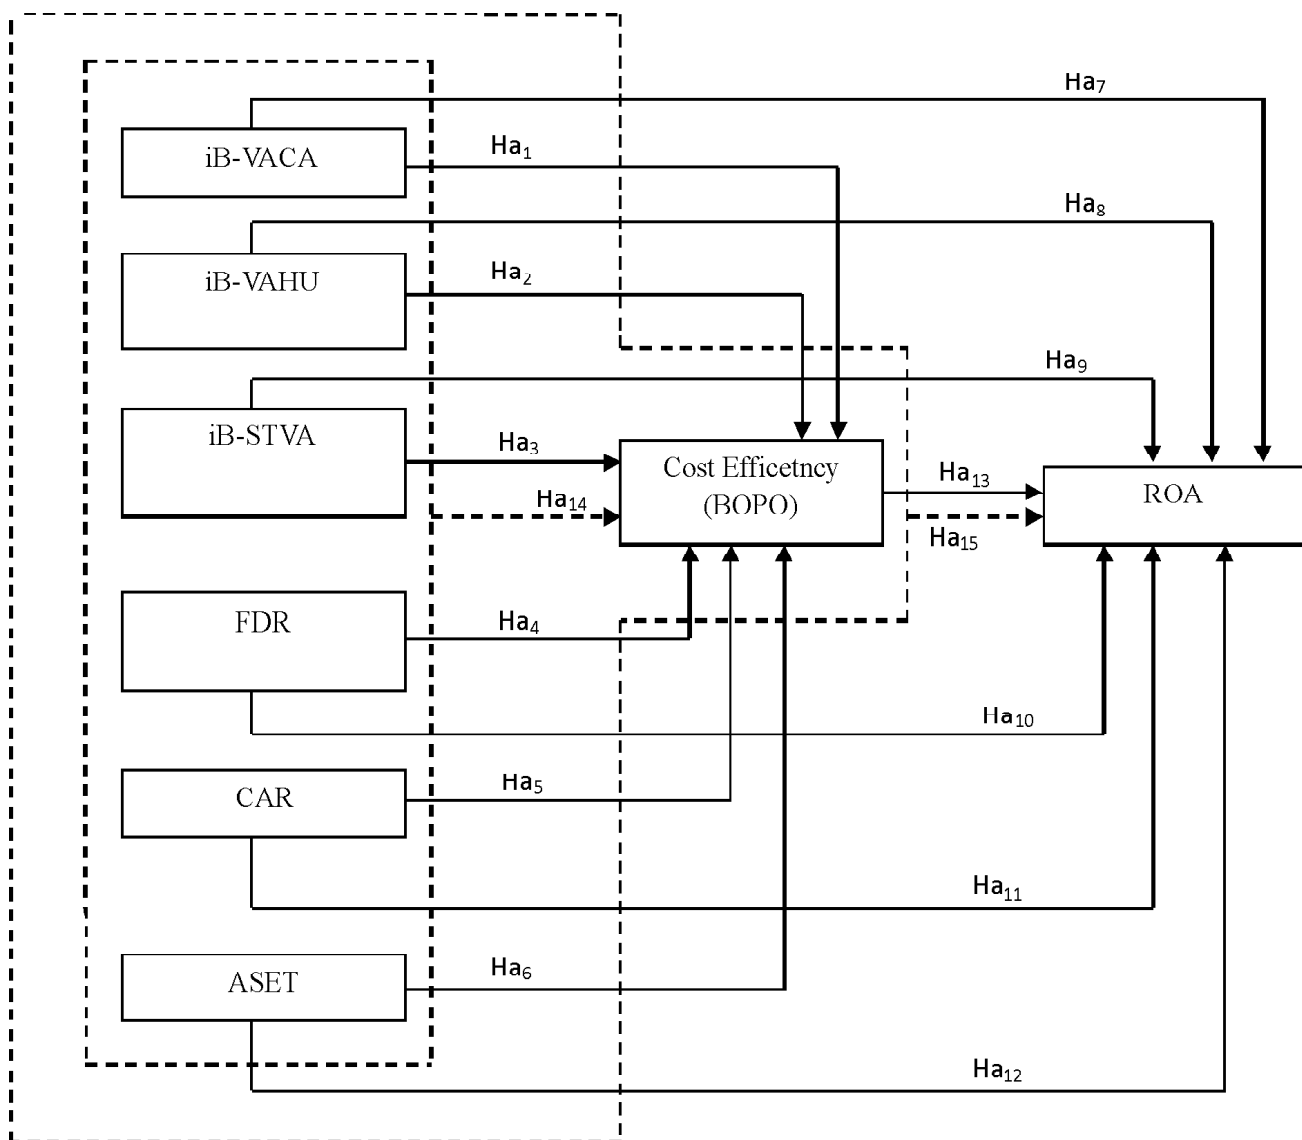 Ha7
iB-VACA
Ha1
Ha8
iB-VAHU
Ha2
Ha9
iB-STVA
Ha3
Cost Efficetncy
(BOPO)
Ha13
ROA
Ha14
Ha15
FDR
Ha4
Ha10
CAR
Ha5
Ha11
ASET
Ha6
Ha12